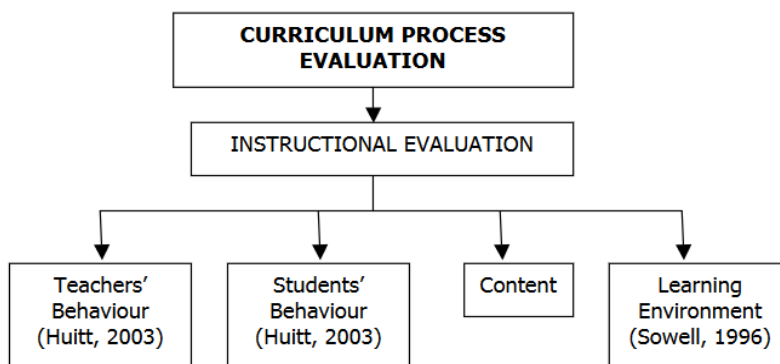 CURRICULUM PROCESS
EVALUATION
INSTRUCTIONAL EVALUATION
Teachers’
Behaviour
(Huitt, 2003)
Students’
Behaviour
(Huitt, 2003)
Content
Learning
Environment
(Sowell, 1996)